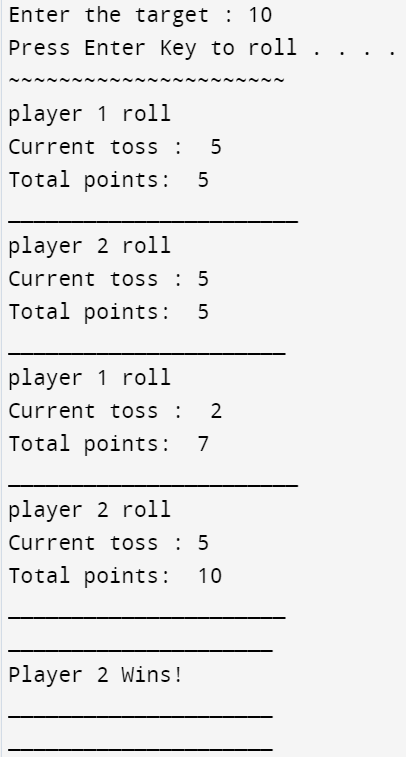 Enter the target : 10
Press Enter Key to roll . . . .
~~~~~~~~~~~~~~~~~~~~~~
player 1 roll
Current toss :  5
Total points:  5
_______________________
player 2 roll
Current toss : 5
Total points:  5
______________________
player 1 roll
Current toss :  2
Total points:  7
_______________________
player 2 roll
Current toss : 5
Total points:  10
______________________
_____________________
Player 2 Wins!
_____________________
_____________________